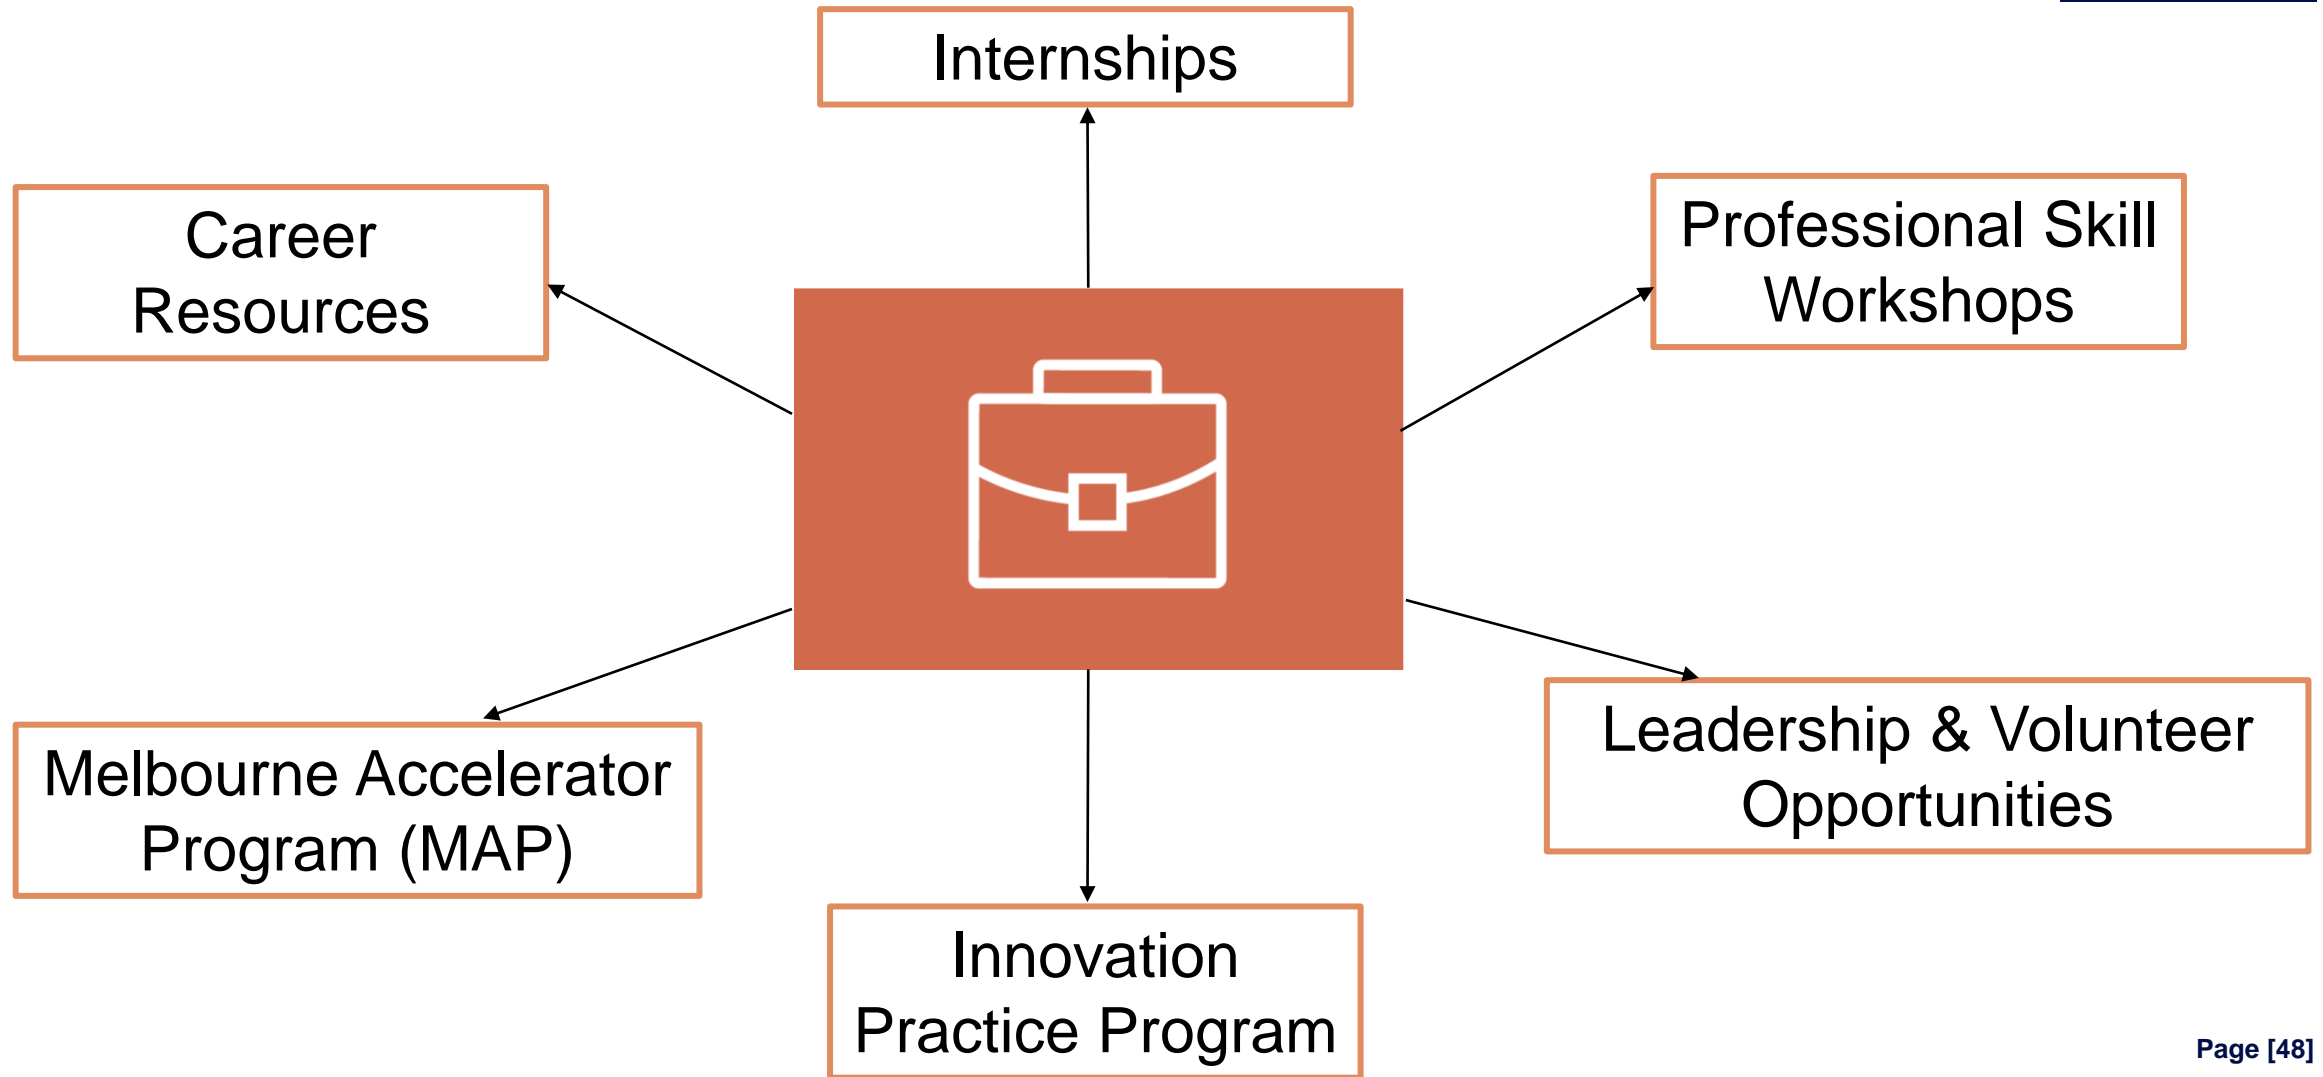 Internships
Career
Resources
Professional Skill
Workshops
Melbourne Accelerator
Program (MAP)
Leadership & Volunteer
Opportunities
Innovation
Practice Program
Page [48]